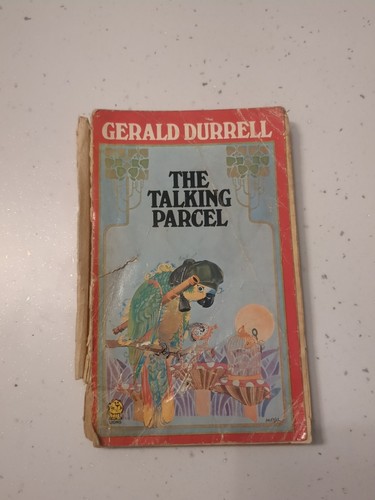 GERALD DURRELL
THE
TALKING
PARCEL